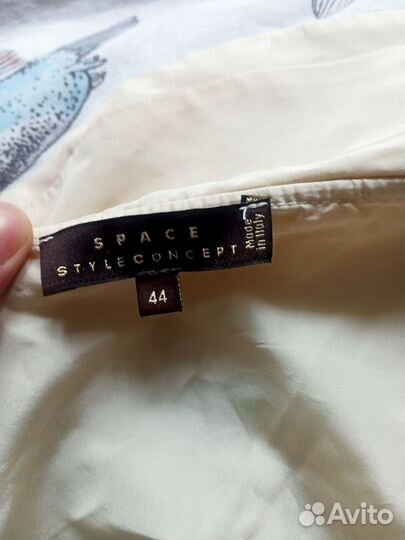 SPACE
STYLECONCEPT
Made
in Italy
44
Avito